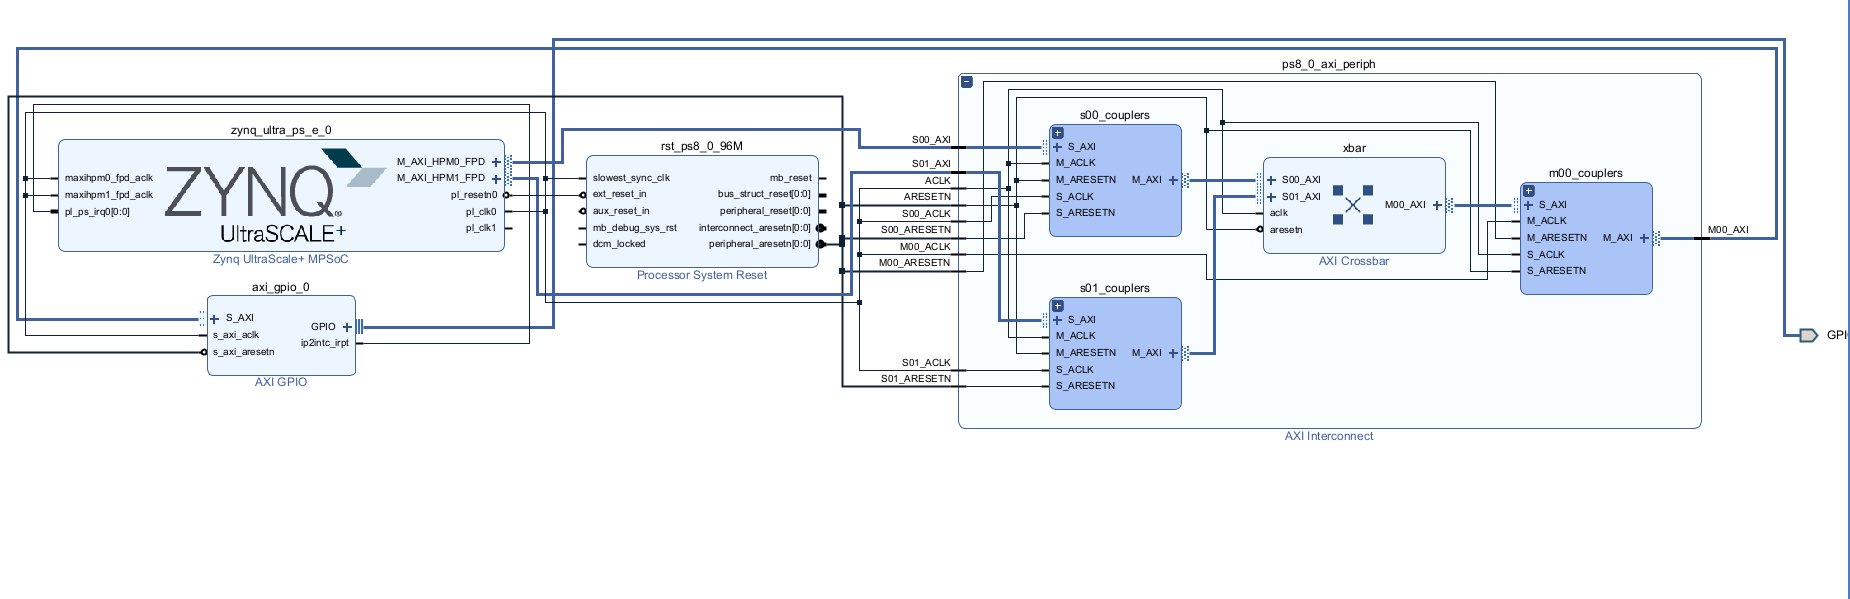 ps8_0_axi_periph
zynq_ultra_ps_e_0
maxihpm0_fpd_aclk
maxihpm1_fpd_aclk
pl_ps_irq0[0:0]
ZYNQ
UltraSCALE+
M_AXI_HPM0_FPD
M_AXI_HPM1_FPD
pl_resetn0
pl_clk0
pl_clk1
Zynq UltraScale+ MPSoC
rst_ps8_0_96M
slowest_sync_clk
ext_reset_in
aux_reset_in
mb_debug_sys_rst
dcm_locked
mb_reset
bus_struct_reset[0:0]
peripheral_reset[0:0]
interconnect_aresetn[0:0]
peripheral_aresetn[0:0]
Processor System Reset
axi_gpio_0
S_AXI
s_axi_aclk
s_axi_aresetn
GPIO
ip2intc_irpt
AXI GPIO
S00_AXI
S01_AXI
ACLK
ARESETN
S00_ACLK
S00_ARESETN
M00_ACLK
M00_ARESETN
S01_ACLK
S01_ARESETN
s00_couplers
S_AXI
M_ACLK
M_ARESETN
S_ACLK
S_ARESETN
M_AXI
s01_couplers
S_AXI
M_ACLK
M_ARESETN
S_ACLK
S_ARESETN
M_AXI
xbar
S00_AXI
S01_AXI
aclk
aresetn
M00_AXI
AXI Crossbar
m00_couplers
S_AXI
M_ACLK
M_ARESETN
S_ACLK
S_ARESETN
M_AXI
M00_AXI
AXI Interconnect
GPI